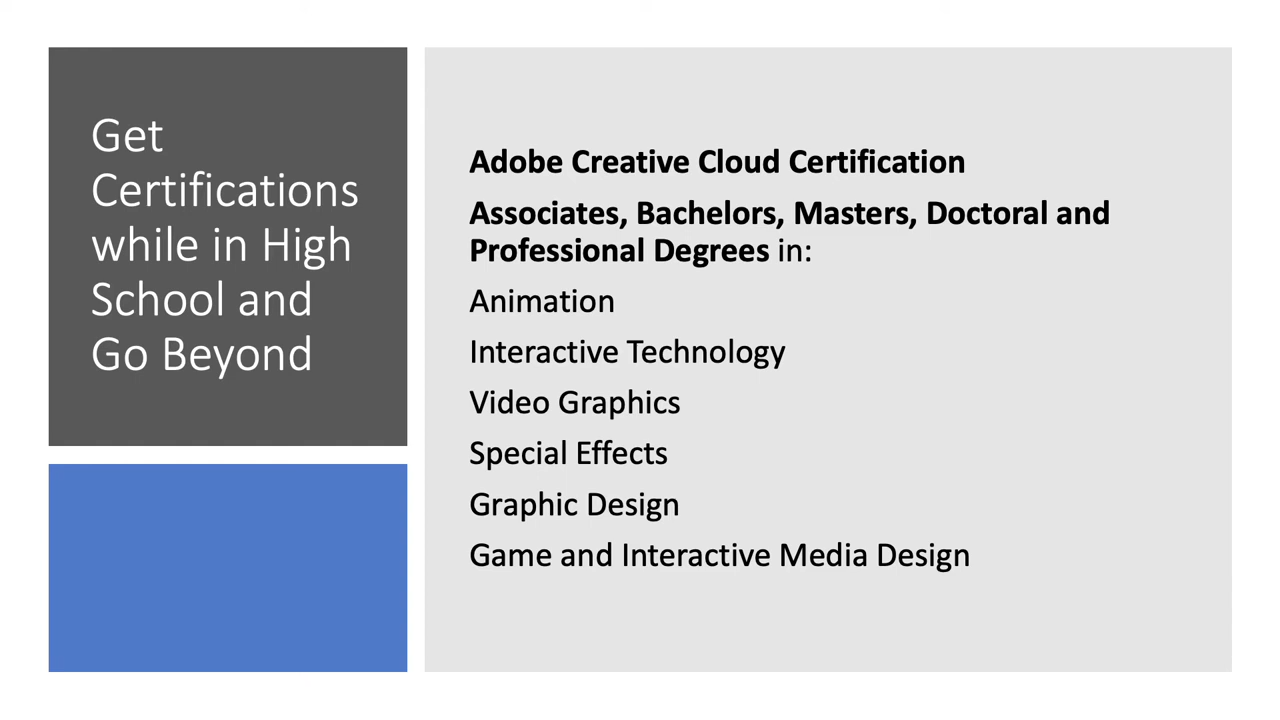 Get
Certifications
while in High
School and
Go Beyond
Adobe Creative Cloud Certification
Associates, Bachelors, Masters, Doctoral and
Professional Degrees in:
Animation
Interactive Technology
Video Graphics
Special Effects
Graphic Design
Game and Interactive Media Design